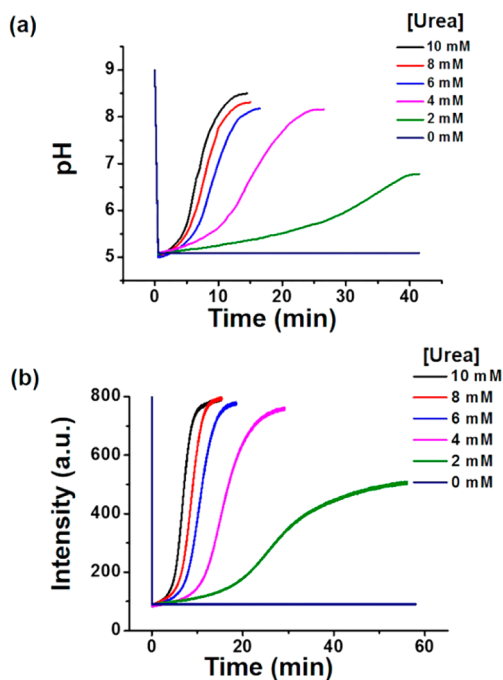 (a)
[Urea]
10 mM
8 mM
6 mM
4 mM
2 mM
0 mM
9
8
7
6
5
pH
0 10 20 30 40
Time (min)
(b)
[Urea]
10 mM
8 mM
6 mM
4 mM
2 mM
0 mM
800
600
400
200
0
Intensity (a.u.)
0 20 40 60
Time (min)